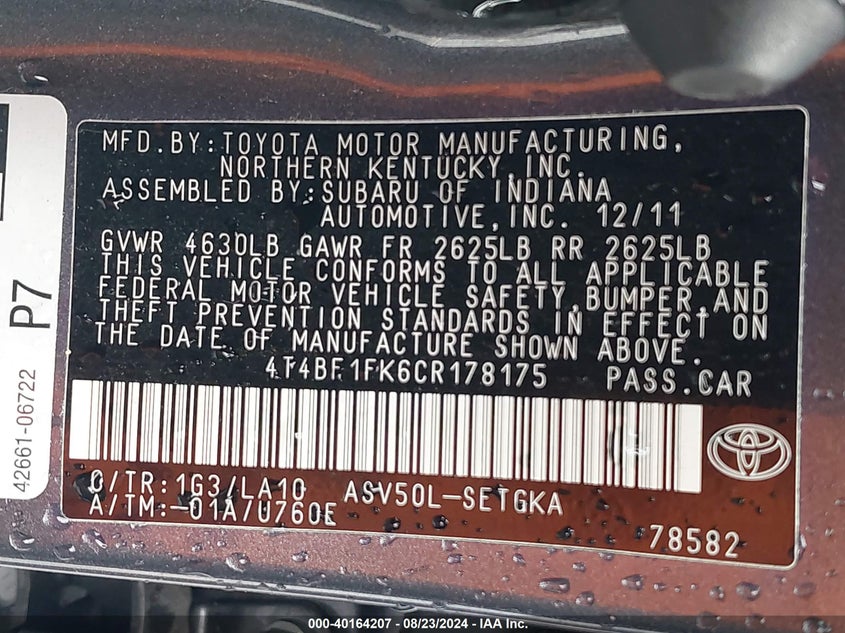 MFD.BY:TOYOTA MOTOR MANUFACTURING,
NORTHERN KENTUCKY,INC.
ASSEMBLED BY:SUBARU OF INDIANA
AUTOMOTIVE,INC. 12/11
GVWR 4630LB GAWR FR 2625LB RR 2625LB
THIS VEHICLE CONFORMS TO ALL APPLICABLE
FEDERAL MOTOR VEHICLE SAFETY,BUMPER,AND
THEFT PREVENTION STANDARDS IN EFFECT ON
THE DATE OF MANUFACTURE SHOWN ABOVE.
4T4BF1FK6CR178175 PASS.CAR
C/TR:1G3/LA10 ASV50L-SETGKA
A/TM:-01A/U760E
78582
P7
42661-06722
000-40164207 - 08/23/2024 - IAA Inc.